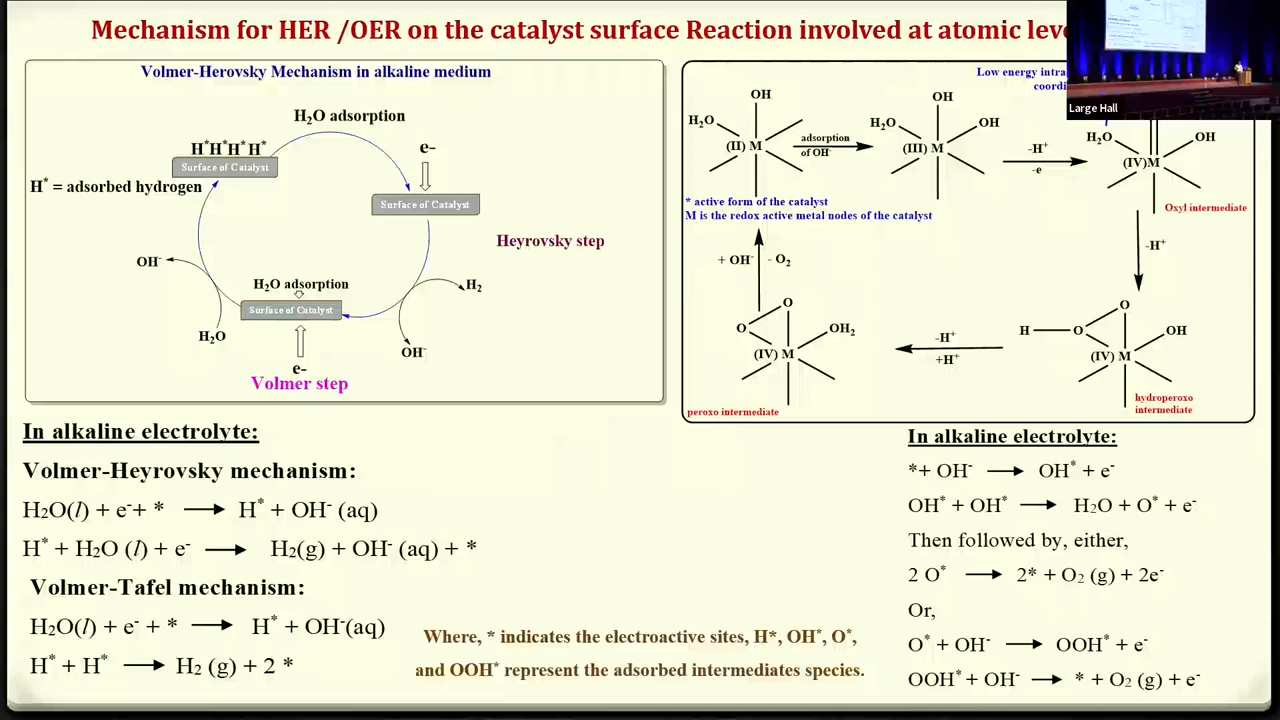 Mechanism for HER /OER on the catalyst surface Reaction involved at atomic
Large Hall
Volmer-Herovsky Mechanism in alkaline medium
H₂O adsorption
H*H*H*H*
Surface of Catalyst
H* = adsorbed hydrogen
e-
Surface of Catalyst
Heyrovsky step
OH⁻
H₂O adsorption
H₂
Surface of Catalyst
H₂O
OH⁻
e-
Volmer step
Low energy
OH
H₂O
(II) M
adsorption
of OH⁻
OH
H₂O
OH
(III) M
-H⁺
-e
H₂O
OH
(IV)M
* active form of the catalyst
M is the redox active metal nodes of the catalyst
Oxyl intermediate
-H⁺
+ OH⁻
- O₂
O
O
OH₂
(IV) M
peroxo intermediate
-H⁺
+H⁺
O
H
O
OH
(IV) M
hydroperoxo
intermediate
In alkaline electrolyte:
Volmer-Heyrovsky mechanism:
H₂O(l) + e⁻+ * ⟶ H* + OH⁻ (aq)
H* + H₂O (l) + e⁻ ⟶ H₂(g) + OH⁻ (aq) + *
Volmer-Tafel mechanism:
H₂O(l) + e⁻ + * ⟶ H* + OH⁻(aq)
H* + H* ⟶ H₂ (g) + 2 *
Where, * indicates the electroactive sites, H*, OH*, O*,
and OOH* represent the adsorbed intermediates species.
In alkaline electrolyte:
*+ OH⁻ ⟶ OH* + e⁻
OH* + OH* ⟶ H₂O + O* + e⁻
Then followed by, either,
2 O* ⟶ 2* + O₂ (g) + 2e⁻
Or,
O* + OH⁻ ⟶ OOH* + e⁻
OOH* + OH⁻ ⟶ * + O₂ (g) + e⁻